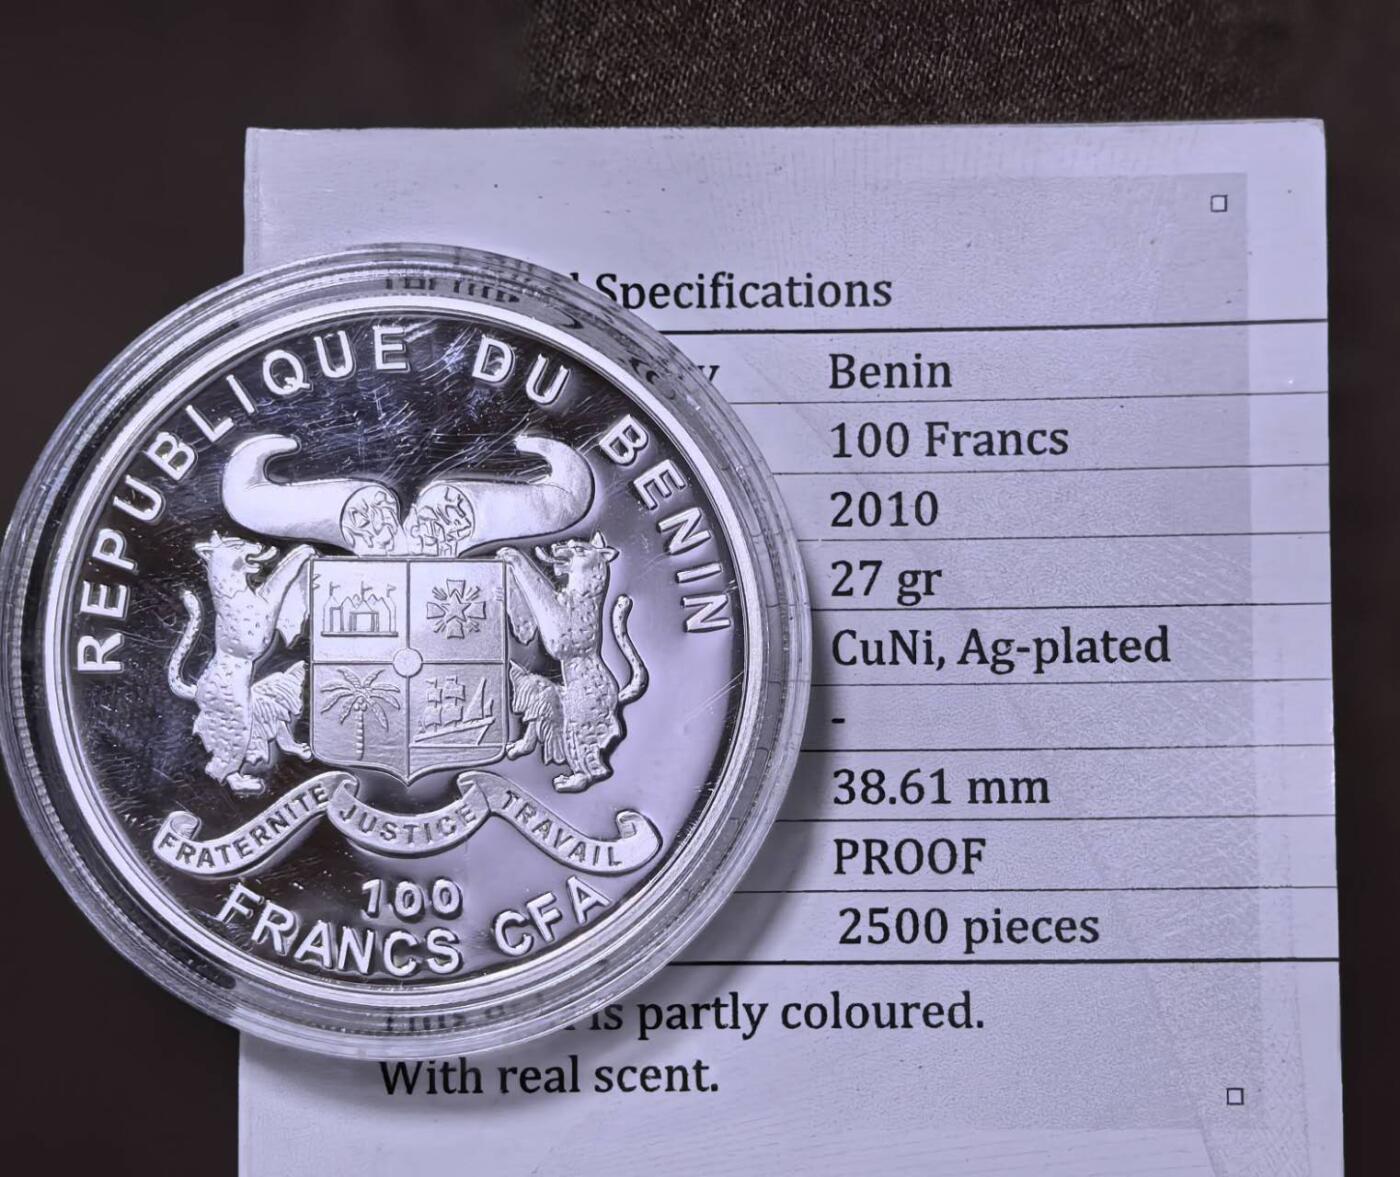 REPUBLIQUE DU BENIN
FRATERNITE JUSTICE TRAVAIL
100
FRANCS CFA
Specifications
Benin
100 Francs
2010
27 gr
CuNi, Ag-plated
-
38.61 mm
PROOF
2500 pieces
is partly coloured.
With real scent.